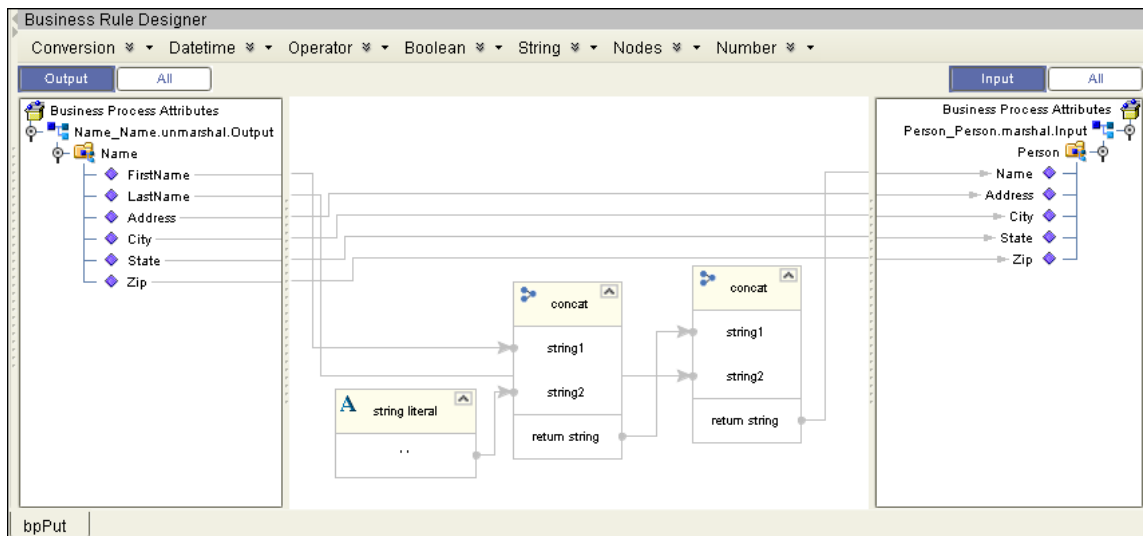 Business Rule Designer
Conversion Datetime Operator Boolean String Nodes Number
Output All Input All
Business Process Attributes
Name_Name.unmarshal.Output
Name
FirstName
LastName
Address
City
State
Zip
Business Process Attributes
Person_Person.marshal.Input
Person
Name
Address
City
State
Zip
concat
string1
string2
return string
concat
string1
string2
return string
A string literal
' '
bpPut